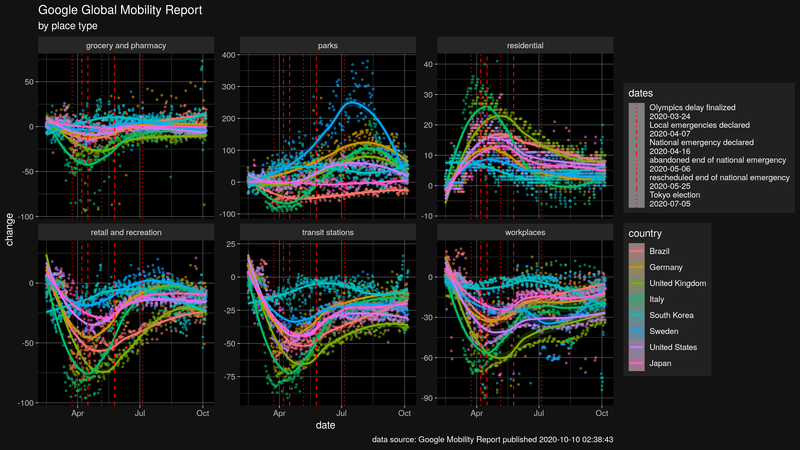 Google Global Mobility Report
by place type
grocery and pharmacy
parks
residential
50
0
-50
-100
400
300
200
100
0
-100
40
30
20
10
0
-10
change
retail and recreation
transit stations
workplaces
0
-25
-50
-75
-100
25
0
-25
-50
-75
0
-30
-60
-90
Apr
Jul
Oct
Apr
Jul
Oct
Apr
Jul
Oct
date
dates
Olympics delay finalized
2020-03-24
Local emergencies declared
2020-04-07
National emergency declared
2020-04-16
abandoned end of national emergency
2020-05-06
rescheduled end of national emergency
2020-05-25
Tokyo election
2020-07-05
country
Brazil
Germany
United Kingdom
Italy
South Korea
Sweden
United States
Japan
data source: Google Mobility Report published 2020-10-10 02:38:43